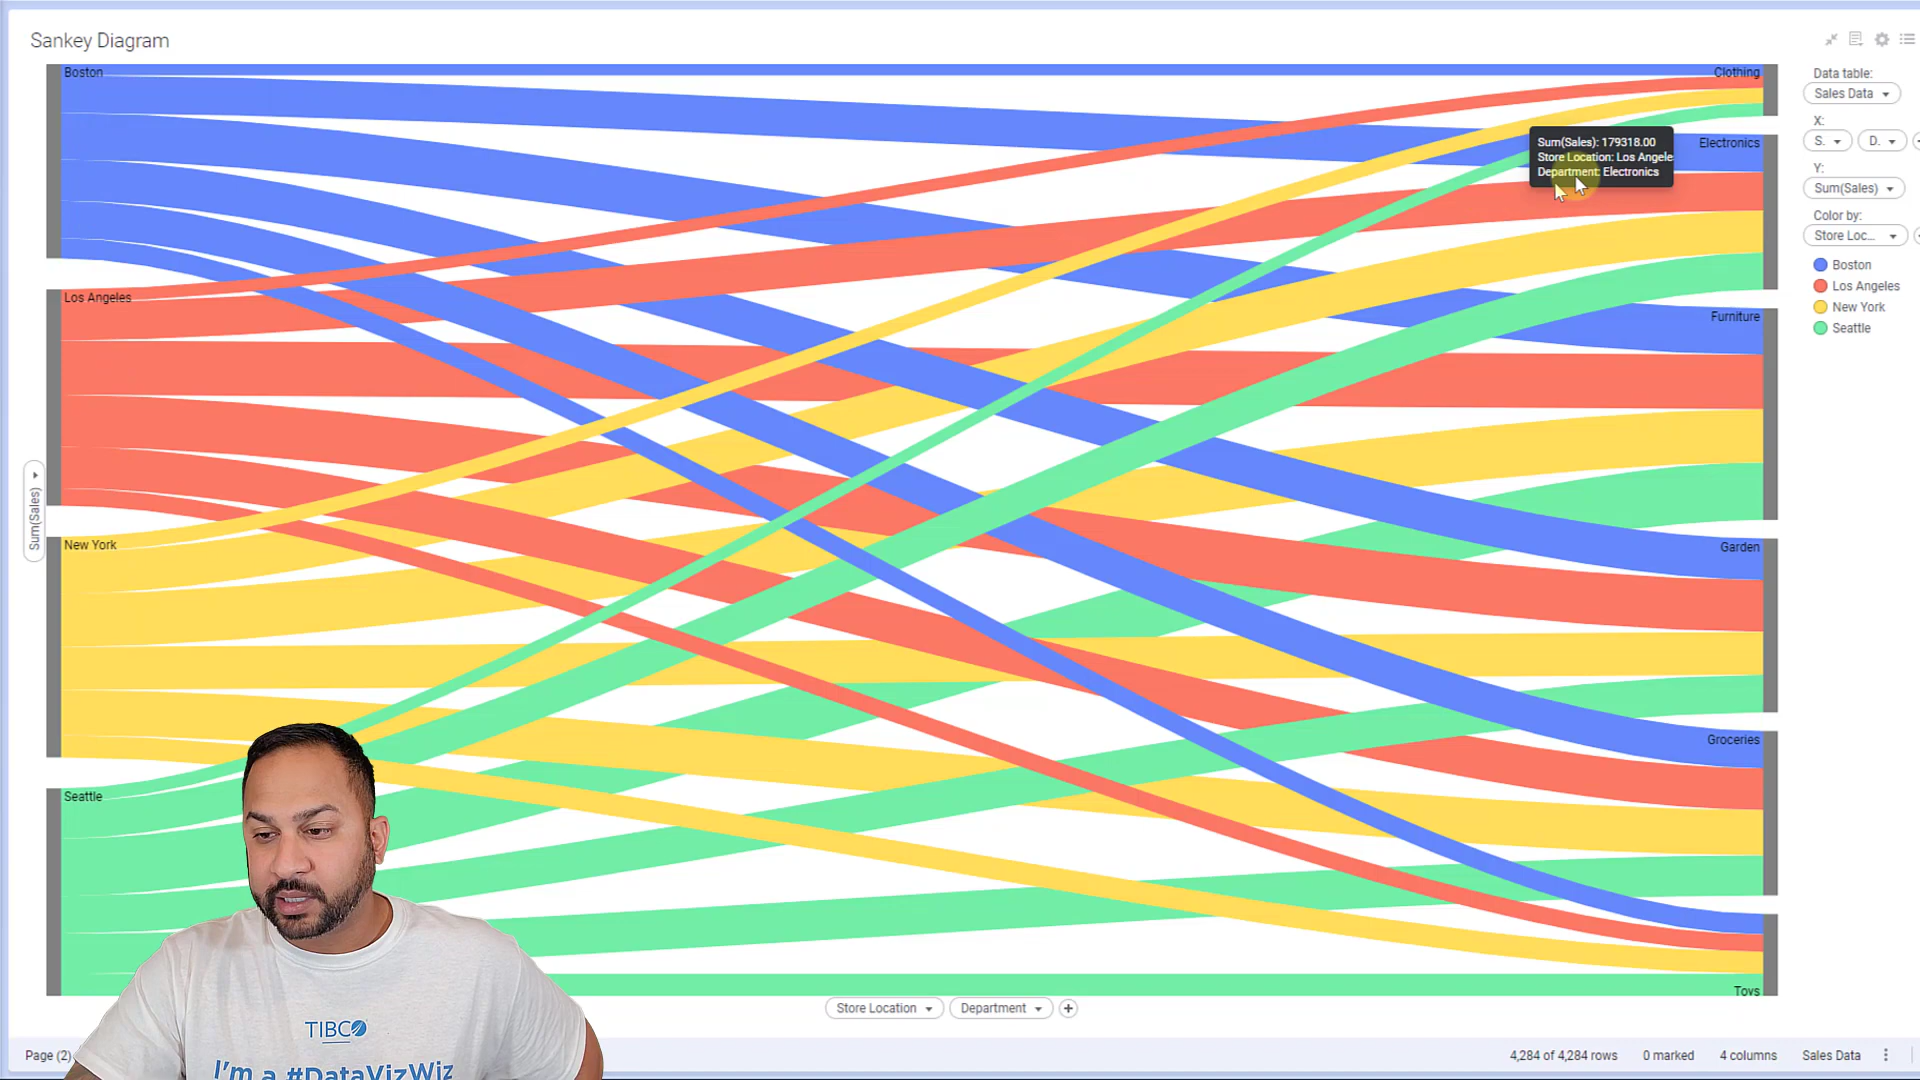 Sankey Diagram
Boston
Los Angeles
New York
Seattle
Sum(Sales)
Clothing
Electronics
Furniture
Garden
Groceries
Toys
Sum(Sales): 179318.00
Store Location: Los Angele
Department: Electronics
Data table:
Sales Data
X:
S.
D.
Y:
Sum(Sales)
Color by:
Store Loc...
Boston
Los Angeles
New York
Seattle
Store Location
Department
TIBCO
I'm a #DataVizWiz
Page (2)
4,284 of 4,284 rows
0 marked
4 columns
Sales Data